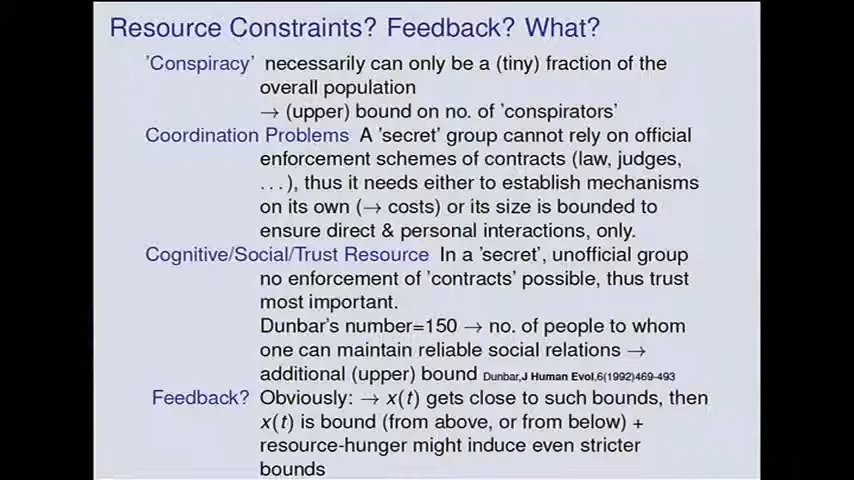 Resource Constraints? Feedback? What?
'Conspiracy' necessarily can only be a (tiny) fraction of the
overall population
→ (upper) bound on no. of 'conspirators'
Coordination Problems A 'secret' group cannot rely on official
enforcement schemes of contracts (law, judges,
...), thus it needs either to establish mechanisms
on its own (→ costs) or its size is bounded to
ensure direct & personal interactions, only.
Cognitive/Social/Trust Resource In a 'secret', unofficial group
no enforcement of 'contracts' possible, thus trust
most important.
Dunbar's number=150 → no. of people to whom
one can maintain reliable social relations →
additional (upper) bound Dunbar,J Human Evol,6(1992)469-493
Feedback? Obviously: → x(t) gets close to such bounds, then
x(t) is bound (from above, or from below) +
resource-hunger might induce even stricter
bounds